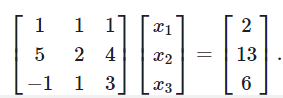 [ 1 1 1 ] [ x₁ ] = [ 2 ]
[ 5 2 4 ] [ x₂ ] = [ 13 ]
[ −1 1 3 ] [ x₃ ] = [ 6 ] .